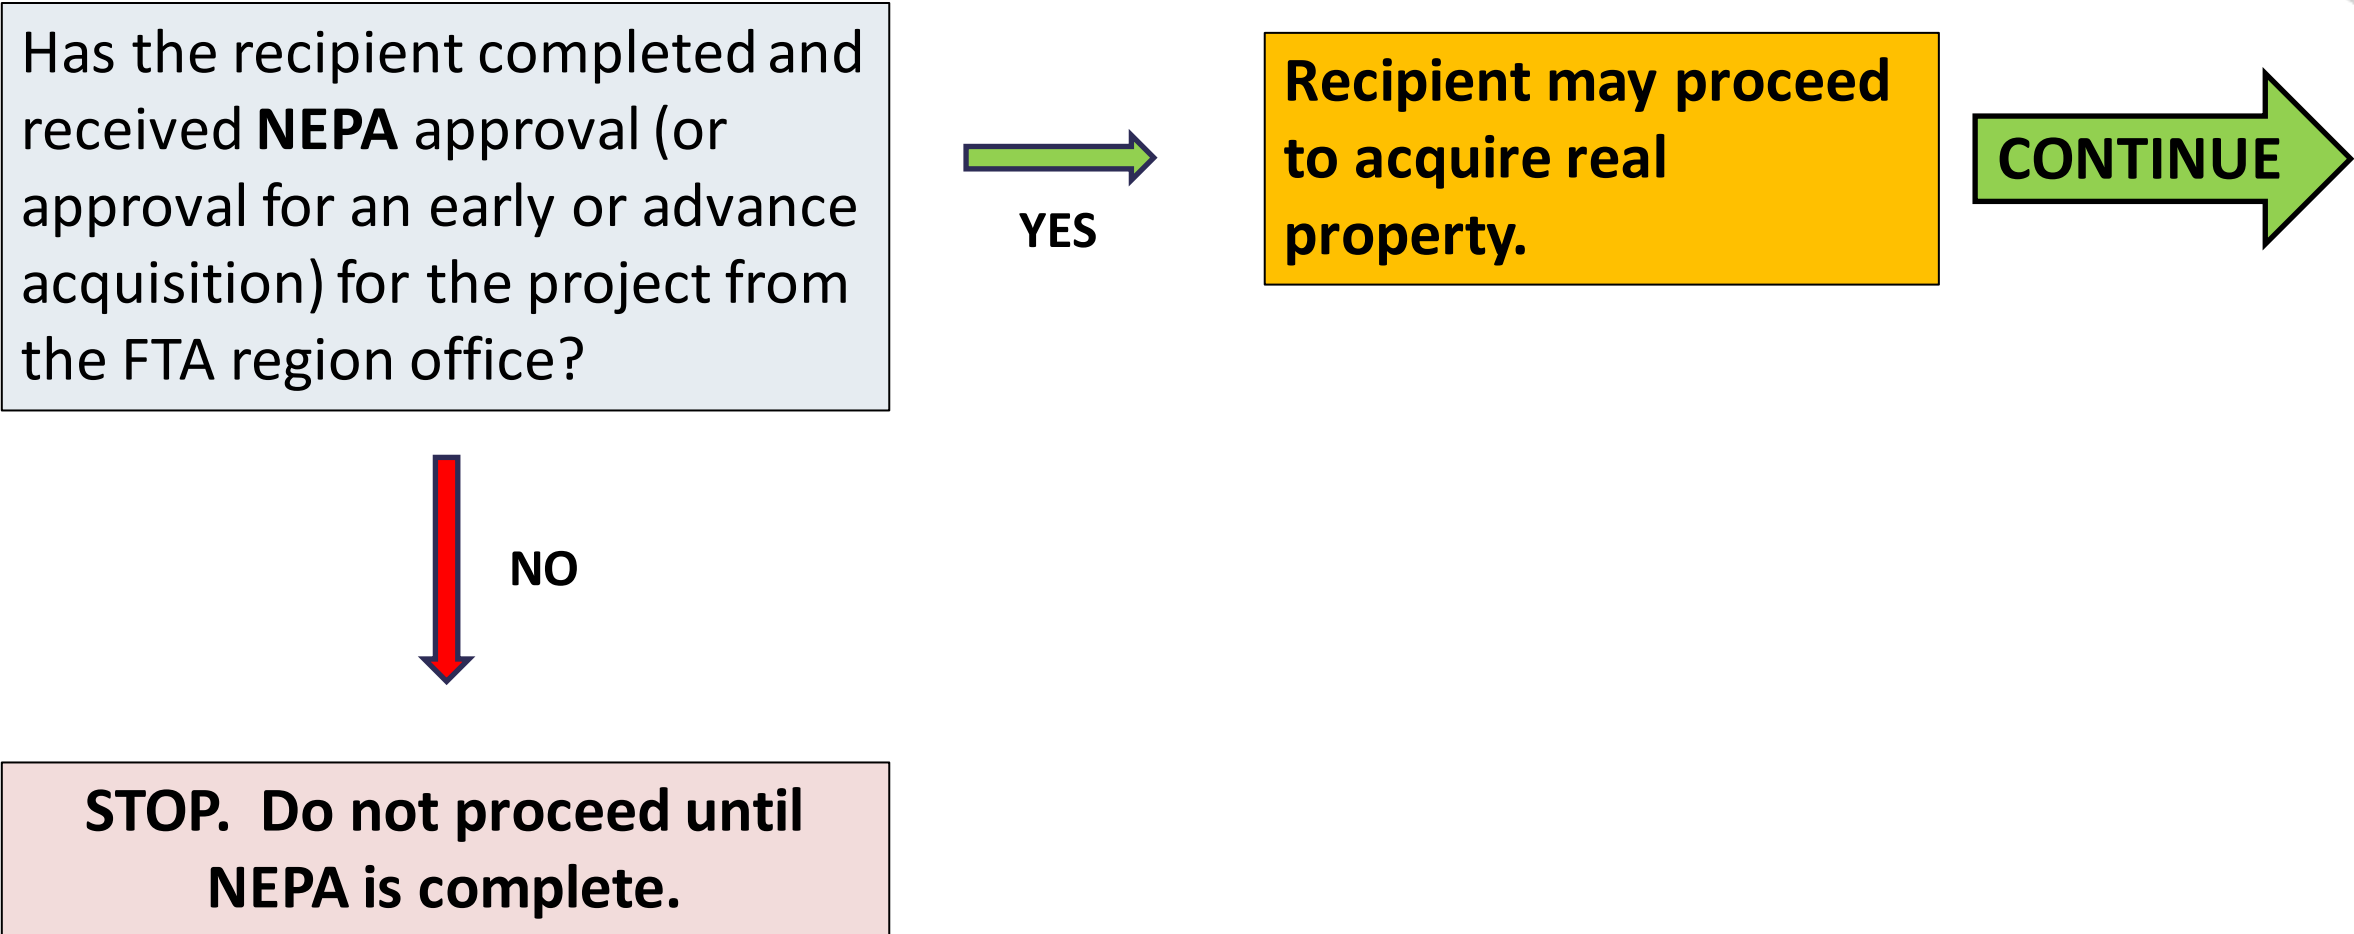 Has the recipient completed and
received NEPA approval (or
approval for an early or advance
acquisition) for the project from
the FTA region office?
YES
Recipient may proceed
to acquire real
property.
CONTINUE
NO
STOP.  Do not proceed until
NEPA is complete.